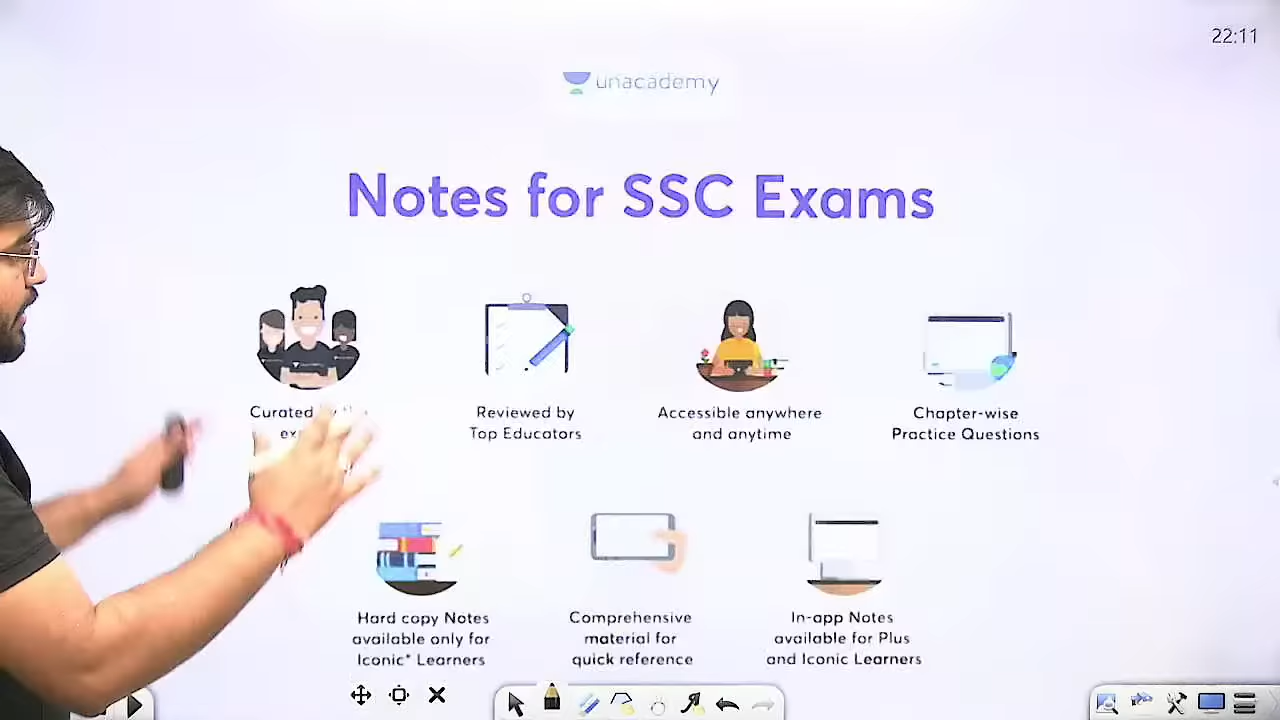 22:11
unacademy
Notes for SSC Exams
Curated
Reviewed by
Top Educators
Accessible anywhere
and anytime
Chapter-wise
Practice Questions
Hard copy Notes
available only for
Iconic* Learners
Comprehensive
material for
quick reference
In-app Notes
available for Plus
and Iconic Learners